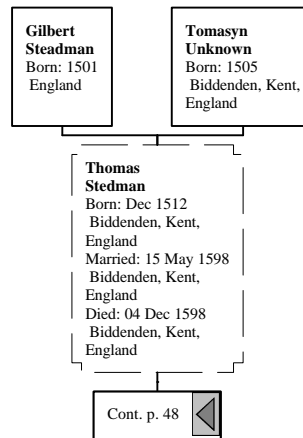 Gilbert
Steadman
Born: 1501
England
Tomasyn
Unknown
Born: 1505
Biddenden, Kent,
England
Thomas
Stedman
Born: Dec 1512
Biddenden, Kent,
England
Married: 15 May 1598
Biddenden, Kent,
England
Died: 04 Dec 1598
Biddenden, Kent,
England
Cont. p. 48